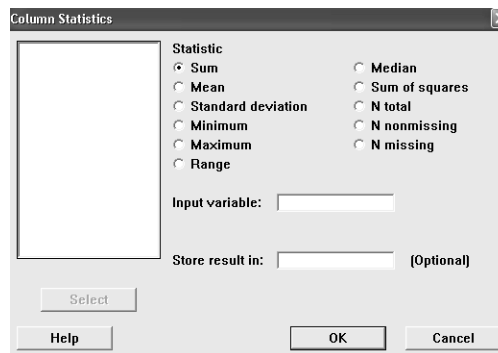 Column Statistics
Statistic
Sum
Mean
Standard deviation
Minimum
Maximum
Range
Median
Sum of squares
N total
N nonmissing
N missing
Input variable:
Store result in:
(Optional)
Select
Help
OK
Cancel